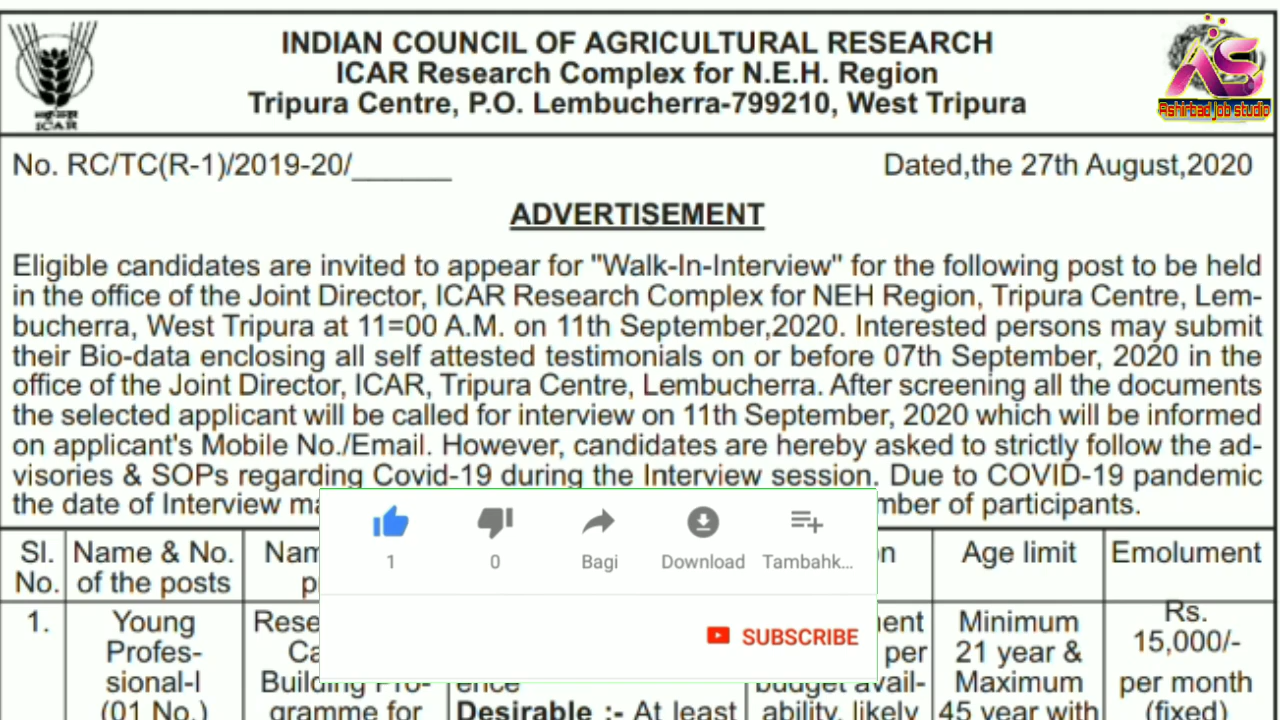 INDIAN COUNCIL OF AGRICULTURAL RESEARCH
ICAR Research Complex for N.E.H. Region
Tripura Centre, P.O. Lembucherra-799210, West Tripura
ICAR
Ashirbad job studio
No. RC/TC(R-1)/2019-20/______
Dated,the 27th August,2020
ADVERTISEMENT
Eligible candidates are invited to appear for "Walk-In-Interview" for the following post to be held
in the office of the Joint Director, ICAR Research Complex for NEH Region, Tripura Centre, Lem-
bucherra, West Tripura at 11=00 A.M. on 11th September,2020. Interested persons may submit
their Bio-data enclosing all self attested testimonials on or before 07th September, 2020 in the
office of the Joint Director, ICAR, Tripura Centre, Lembucherra. After screening all the documents
the selected applicant will be called for interview on 11th September, 2020 which will be informed
on applicant's Mobile No./Email. However, candidates are hereby asked to strictly follow the ad-
visories & SOPs regarding Covid-19 during the Interview session. Due to COVID-19 pandemic
the date of Interview of participants.
1
0
Bagi
Download
Tambahk...
SUBSCRIBE
Sl. No.
Name & No. of the posts
Age limit
Emolument
1.
Young
Profes-
sional-I
(01 No.)
Building Pro-
gramme for
Desirable :- At least
per
budget avail-
ability, likely
Minimum
21 year &
Maximum
45 year with
Rs.
15,000/-
per month
(fixed)